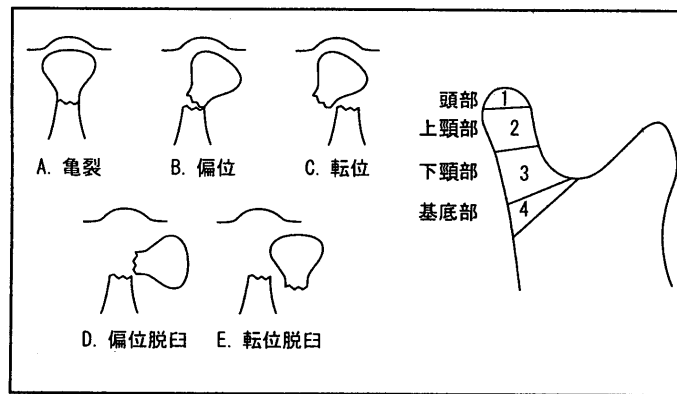 A. 亀裂
B. 偏位
C. 転位
D. 偏位脱臼
E. 転位脱臼
頭部
上頸部
下頸部
基底部
1
2
3
4